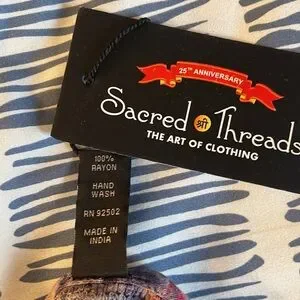 25TH ANNIVERSARY
Sacred श्री Threads
THE ART OF CLOTHING
100%
RAYON
HAND
WASH
RN 92502
MADE IN
INDIA